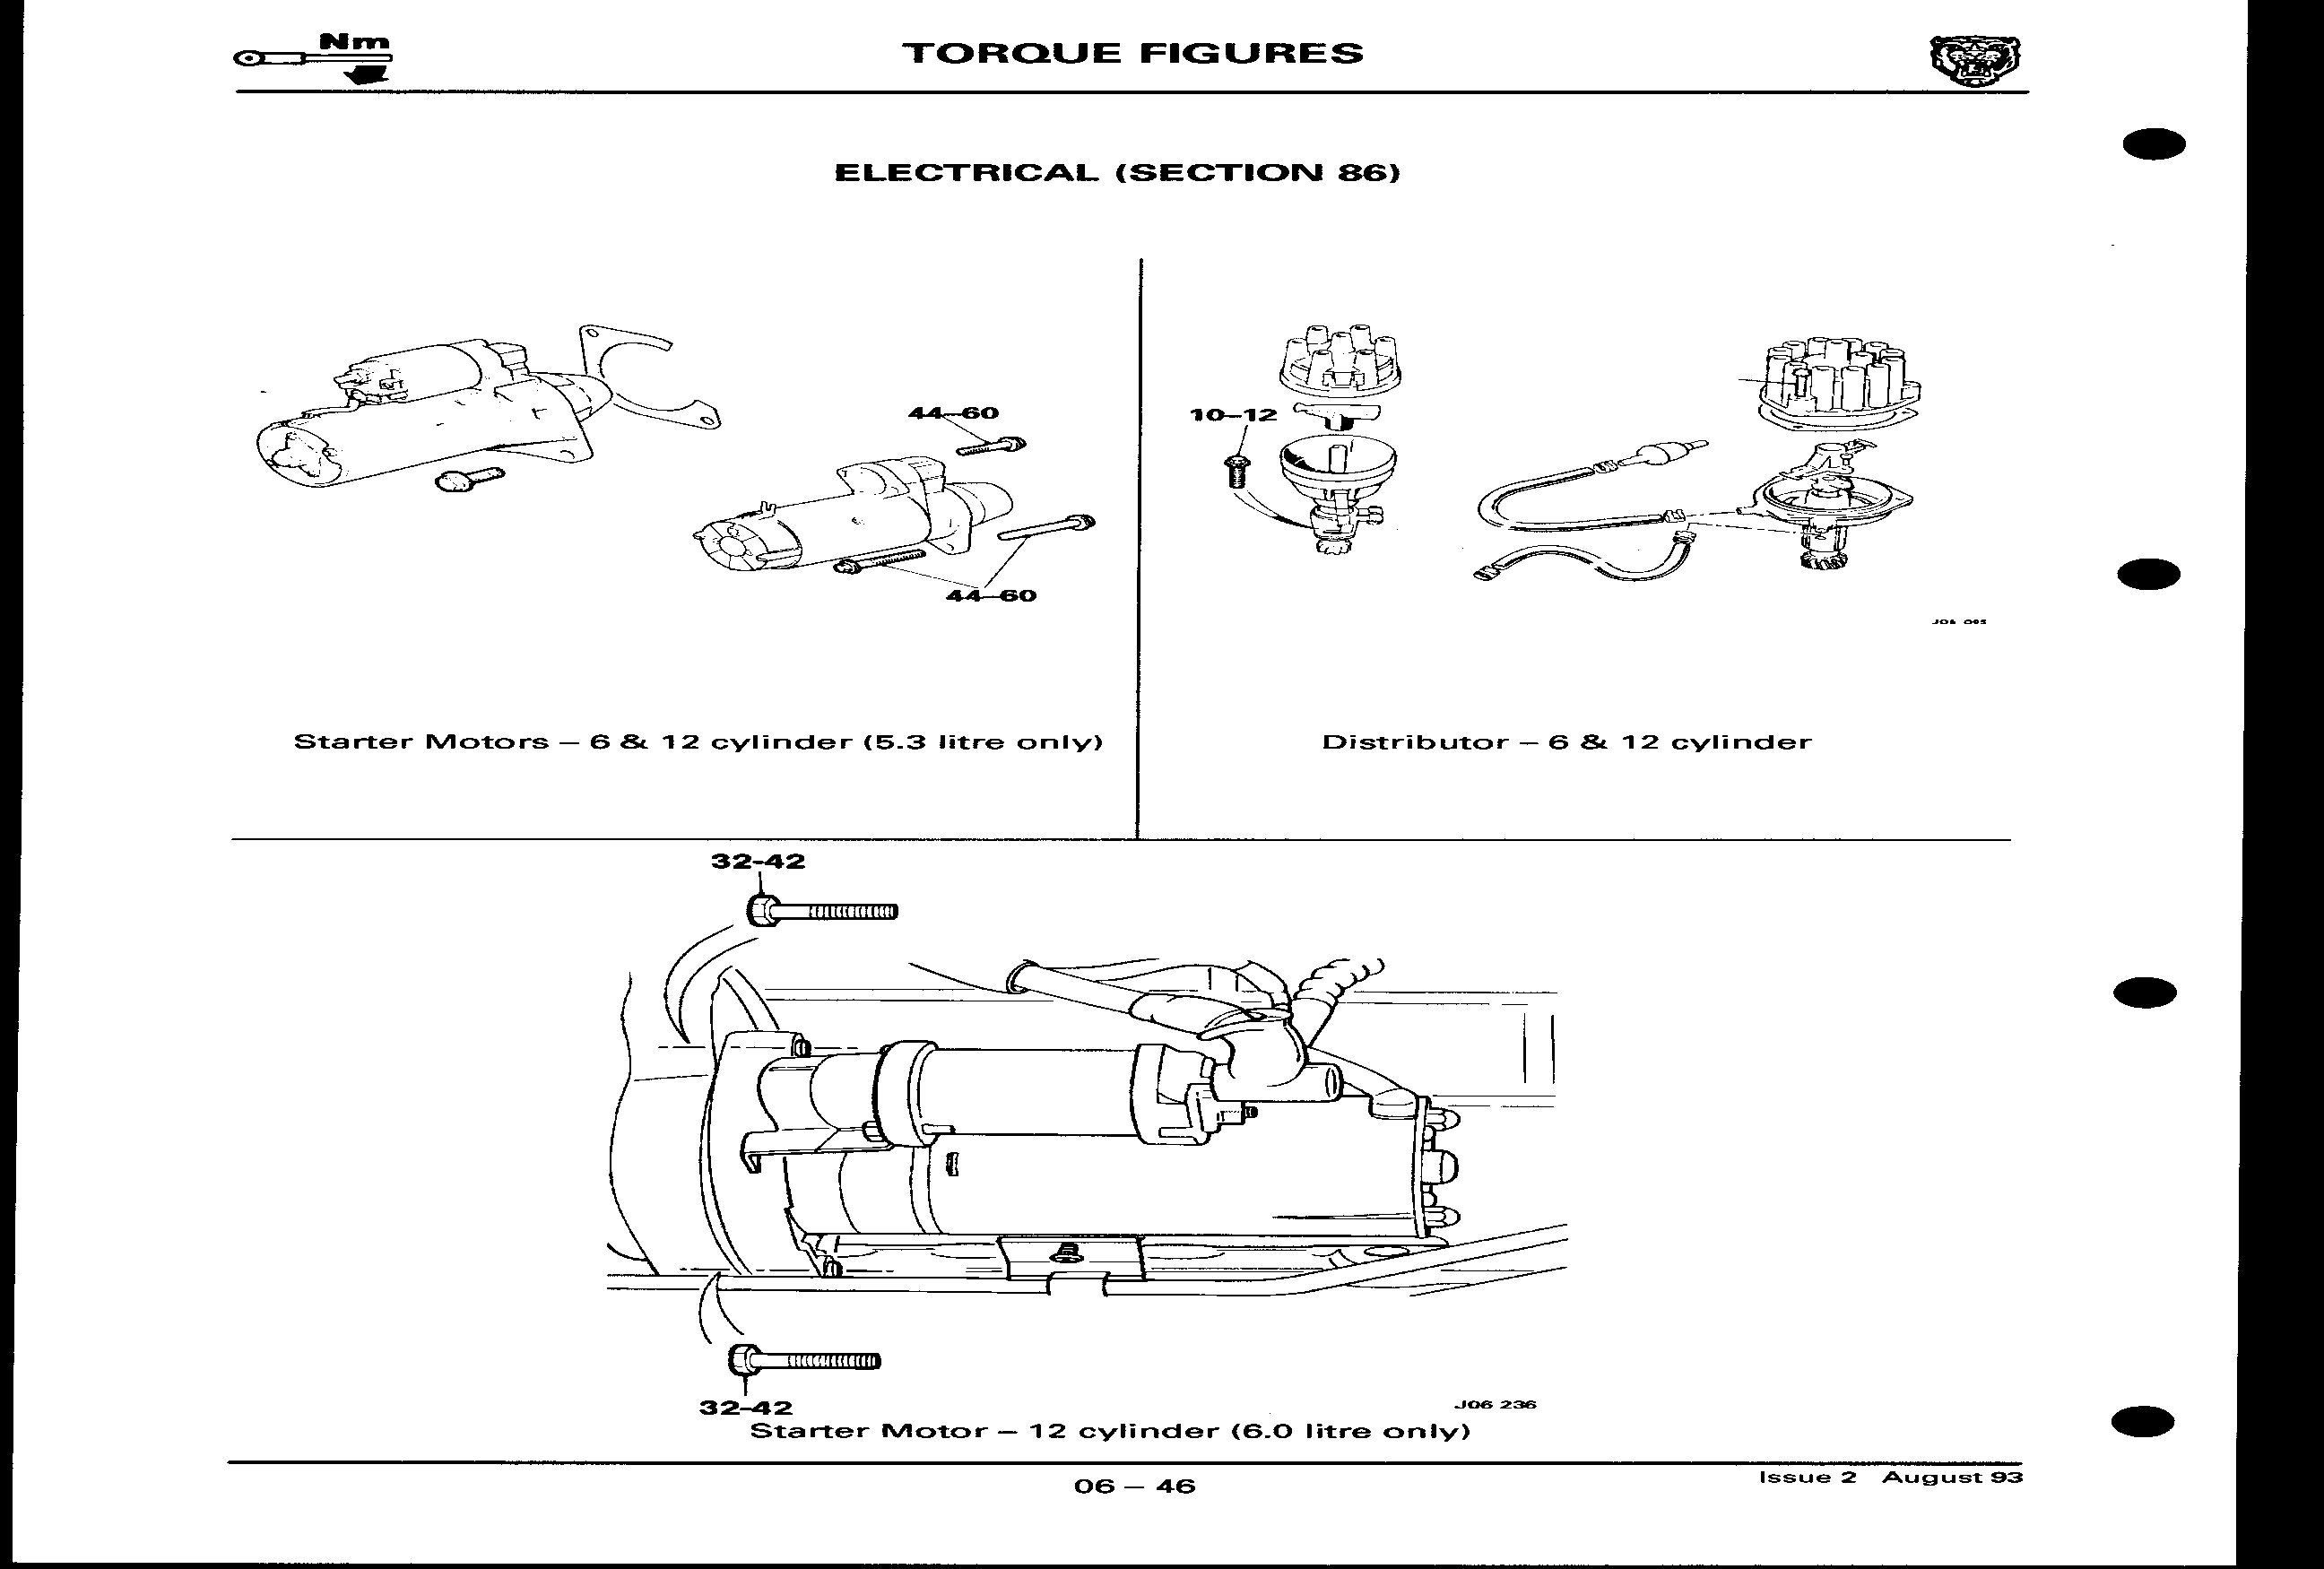 Nm
TORQUE FIGURES
ELECTRICAL (SECTION 86)
44–60
44–60
10–12
Starter Motors – 6 & 12 cylinder (5.3 litre only)
Distributor – 6 & 12 cylinder
32-42
32-42
J06 236
Starter Motor – 12 cylinder (6.0 litre only)
06 – 46
Issue 2 August 93